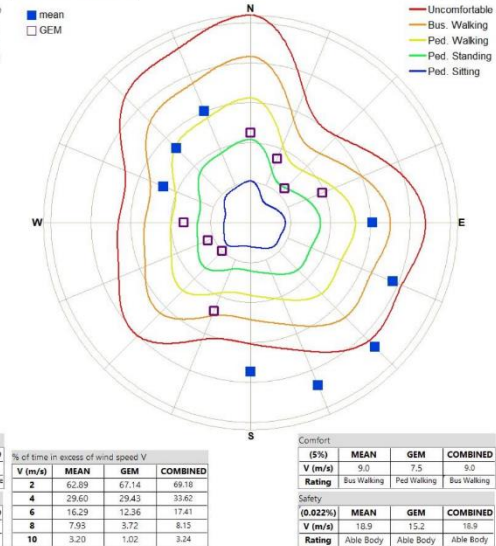 N
mean
GEM
Uncomfortable
Bus. Walking
Ped. Walking
Ped. Standing
Ped. Sitting
W
E
S
% of time in excess of wind speed V
V (m/s) MEAN GEM COMBINED
2 62.89 67.14 69.18
4 29.60 29.43 33.62
6 16.29 12.36 17.41
8 7.93 3.72 8.15
10 3.20 1.02 3.24
Comfort
(5%) MEAN GEM COMBINED
V (m/s) 9.0 7.5 9.0
Rating Bus Walking Ped Walking Bus Walking
Safety
(0.022%) MEAN GEM COMBINED
V (m/s) 18.9 15.2 18.9
Rating Able Body Able Body Able Body